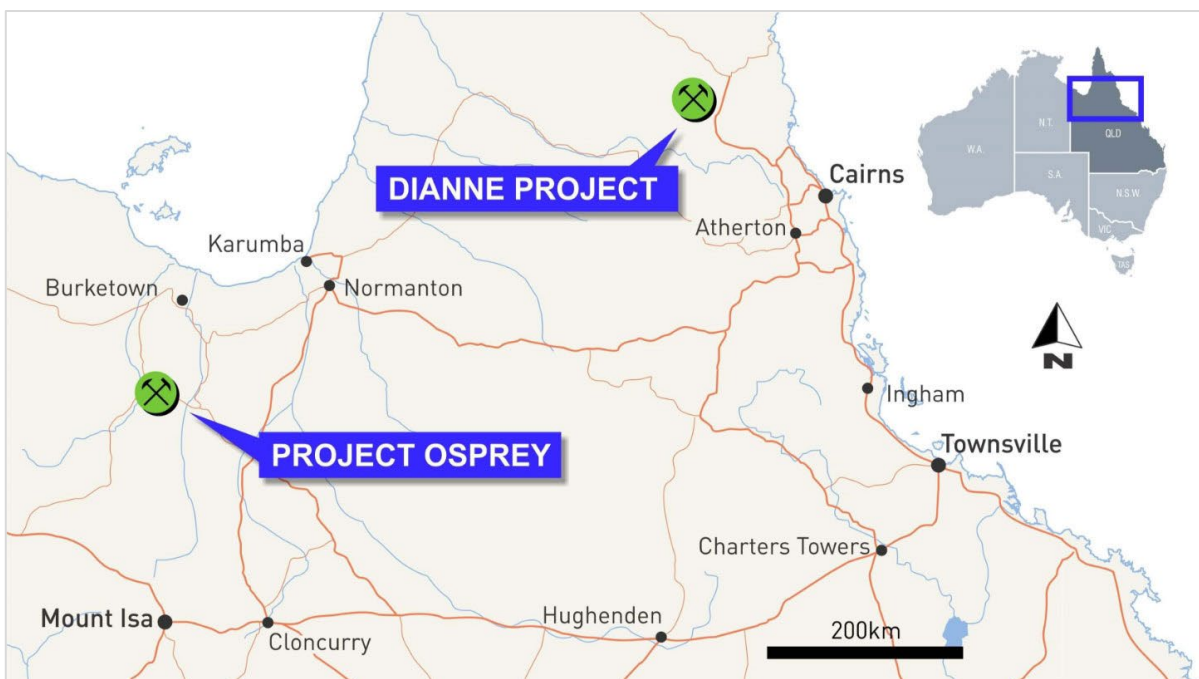 DIANNE PROJECT
Cairns
Atherton
Karumba
Burketown
Normanton
Ingham
PROJECT OSPREY
Townsville
Charters Towers
Mount Isa
Cloncurry
Hughenden
200km
W.A.
N.T.
QLD
S.A.
N.S.W.
VIC
TAS
N